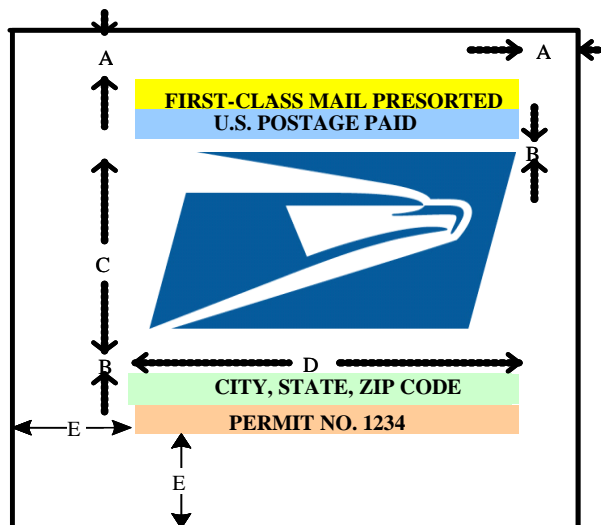 A
A
FIRST-CLASS MAIL PRESORTED
U.S. POSTAGE PAID
B
C
B
D
CITY, STATE, ZIP CODE
PERMIT NO. 1234
E
E